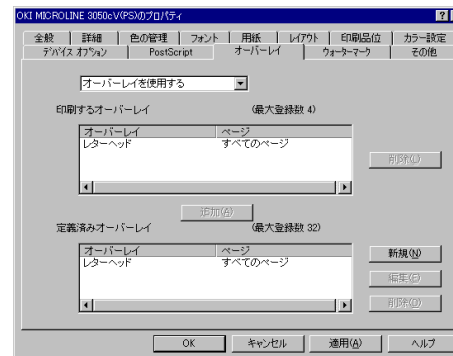 OKI MICROLINE 3050cV(PS)のプロパティ
全般 詳細 色の管理 フォント 用紙 レイアウト 印刷品位 カラー設定
デバイス オプション PostScript オーバーレイ ウォーターマーク その他
オーバーレイを使用する
印刷するオーバーレイ (最大登録数 4)
オーバーレイ ページ
レターヘッド すべてのページ
削除(L)
追加(A)
定義済みオーバーレイ (最大登録数 32)
オーバーレイ ページ
レターヘッド すべてのページ
新規(N)
編集(E)
削除(D)
OK キャンセル 適用(A) ヘルプ